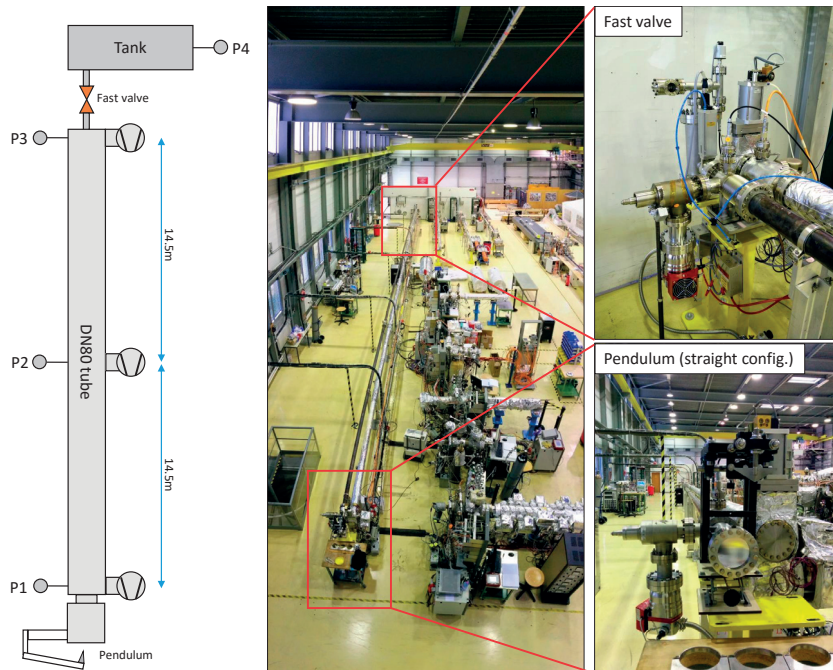 Tank
P4
Fast valve
P3
14.5m
DN80 tube
P2
14.5m
P1
Pendulum
Fast valve
Pendulum (straight config.)